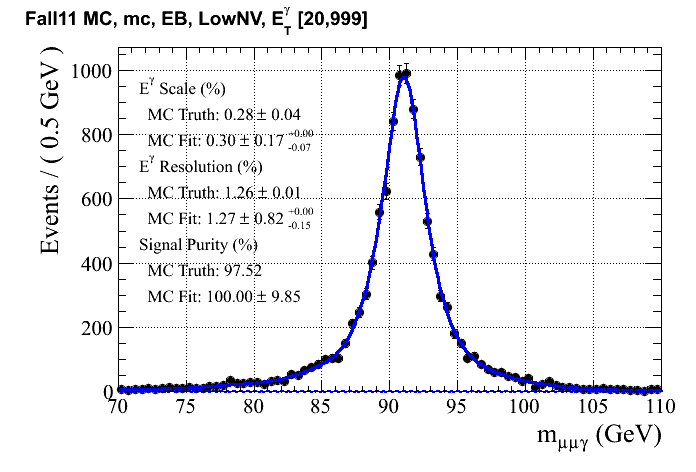 Fall11 MC, mc, EB, LowNV, E_T^γ [20,999]
Events / ( 0.5 GeV )
1000
800
600
400
200
0
E^γ Scale (%)
MC Truth: 0.28 ± 0.04
MC Fit: 0.30 ± 0.17 +0.00 -0.07
E^γ Resolution (%)
MC Truth: 1.26 ± 0.01
MC Fit: 1.27 ± 0.82 +0.00 -0.15
Signal Purity (%)
MC Truth: 97.52
MC Fit: 100.00 ± 9.85
70 75 80 85 90 95 100 105 110
m_μμγ (GeV)